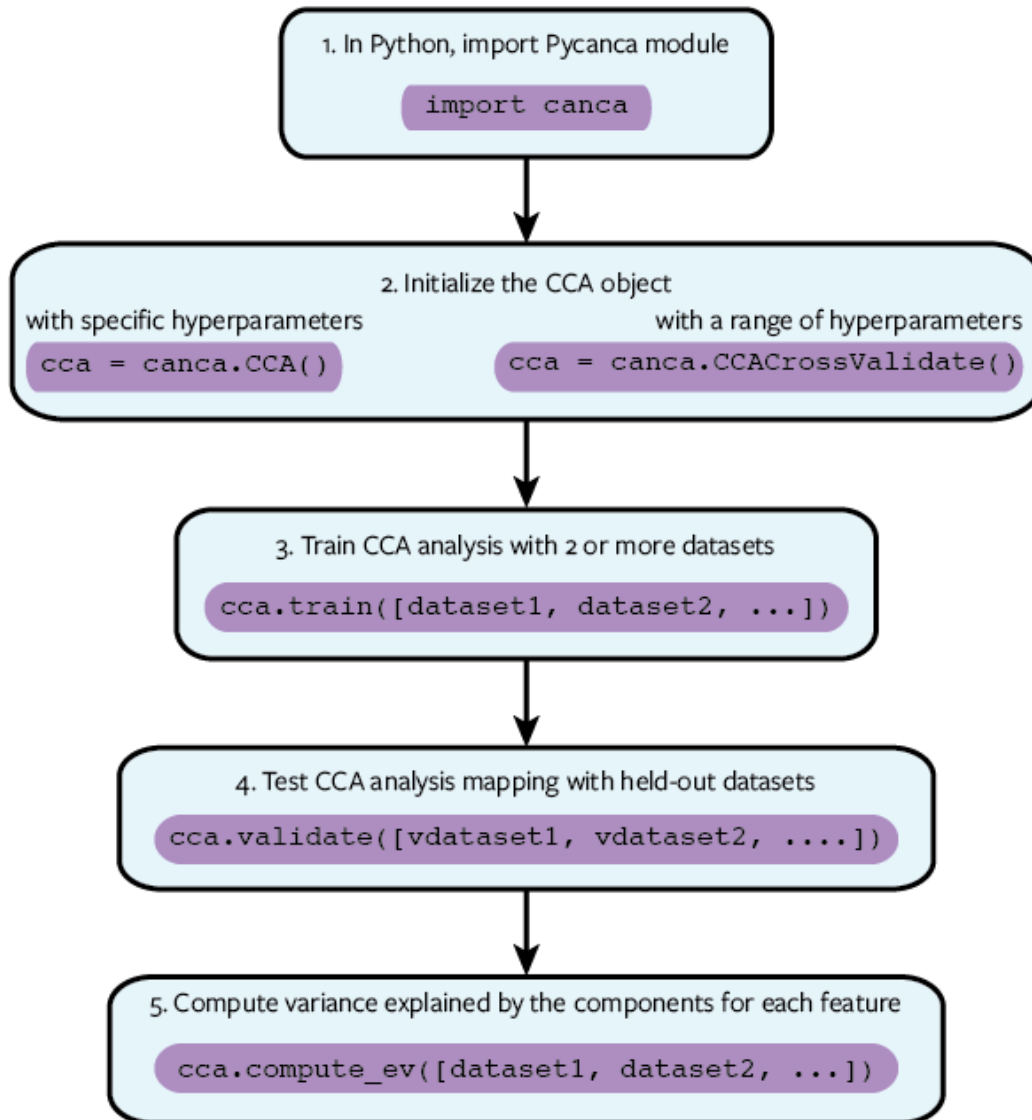 1. In Python, import Pycanca module
import canca
2. Initialize the CCA object
with specific hyperparameters
cca = canca.CCA()
with a range of hyperparameters
cca = canca.CCACrossValidate()
3. Train CCA analysis with 2 or more datasets
cca.train([dataset1, dataset2, ...])
4. Test CCA analysis mapping with held-out datasets
cca.validate([vdataset1, vdataset2, ....])
5. Compute variance explained by the components for each feature
cca.compute_ev([dataset1, dataset2, ...])